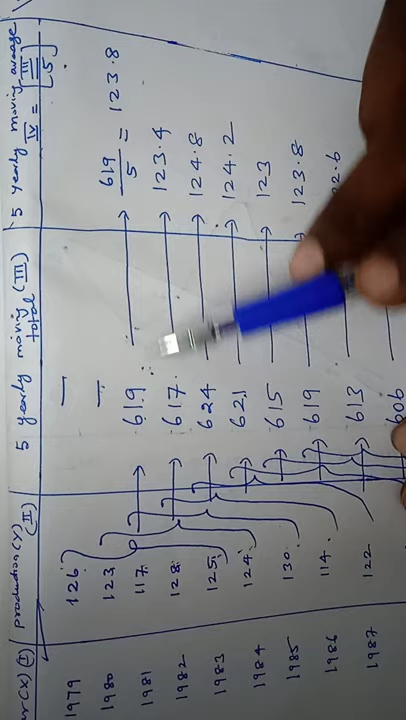 r(x) (I) production(x) (II) 5 yearly moving total (III) 5 yearly moving average IV = [III/5]
1979 126 —
1980 123 —
1981 117 619 619/5 = 123.8
1982 128 617 123.4
1983 125 624 124.8
1984 124 621 124.2
1985 130 615 123
1986 114 619 123.8
1987 122 613 22.6
606